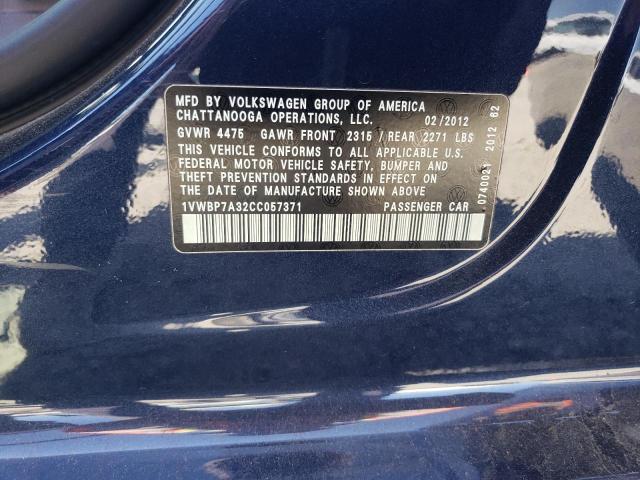 MFD BY VOLKSWAGEN GROUP OF AMERICA
CHATTANOOGA OPERATIONS, LLC. 02/2012
GVWR 4475 GAWR FRONT 2315 / REAR 2271 LBS
THIS VEHICLE CONFORMS TO ALL APPLICABLE U.S.
FEDERAL MOTOR VEHICLE SAFETY, BUMPER AND
THEFT PREVENTION STANDARDS IN EFFECT ON
THE DATE OF MANUFACTURE SHOWN ABOVE
1VWBP7A32CC057371 PASSENGER CAR
.0740021 2012 62